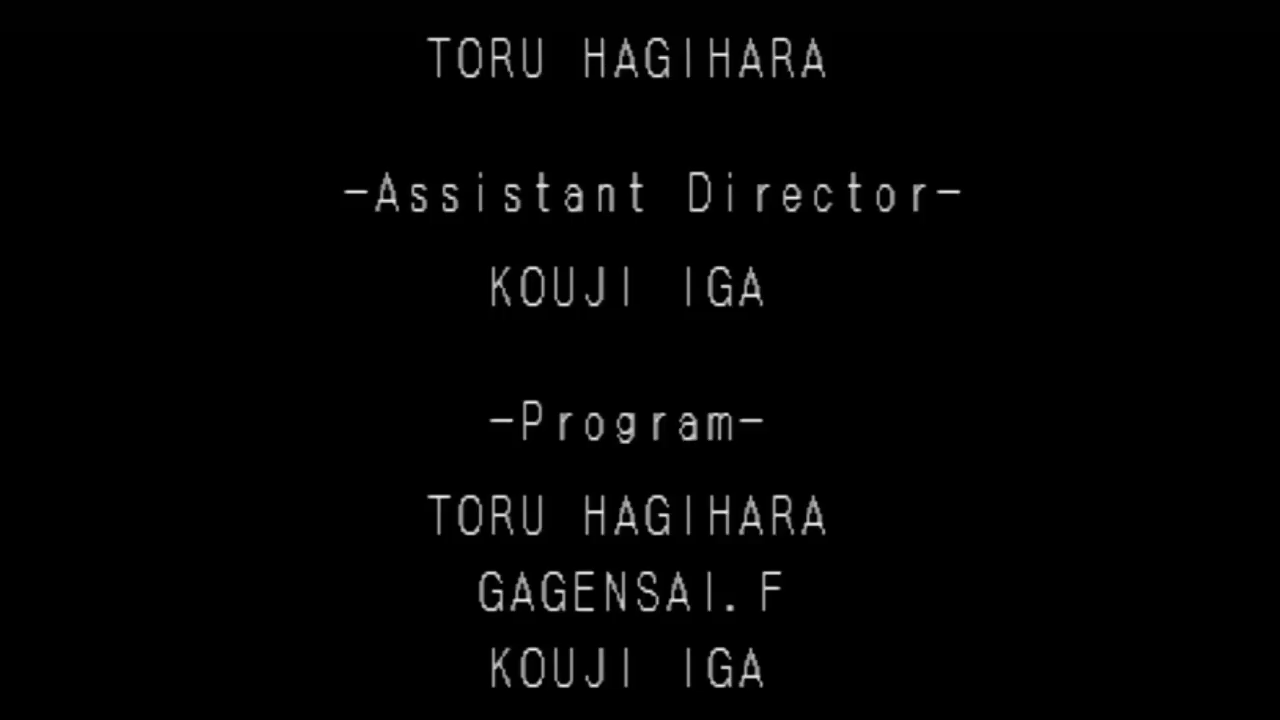 TORU HAGIHARA
-Assistant Director-
KOUJI IGA
-Program-
TORU HAGIHARA
GAGENSAI. F
KOUJI IGA